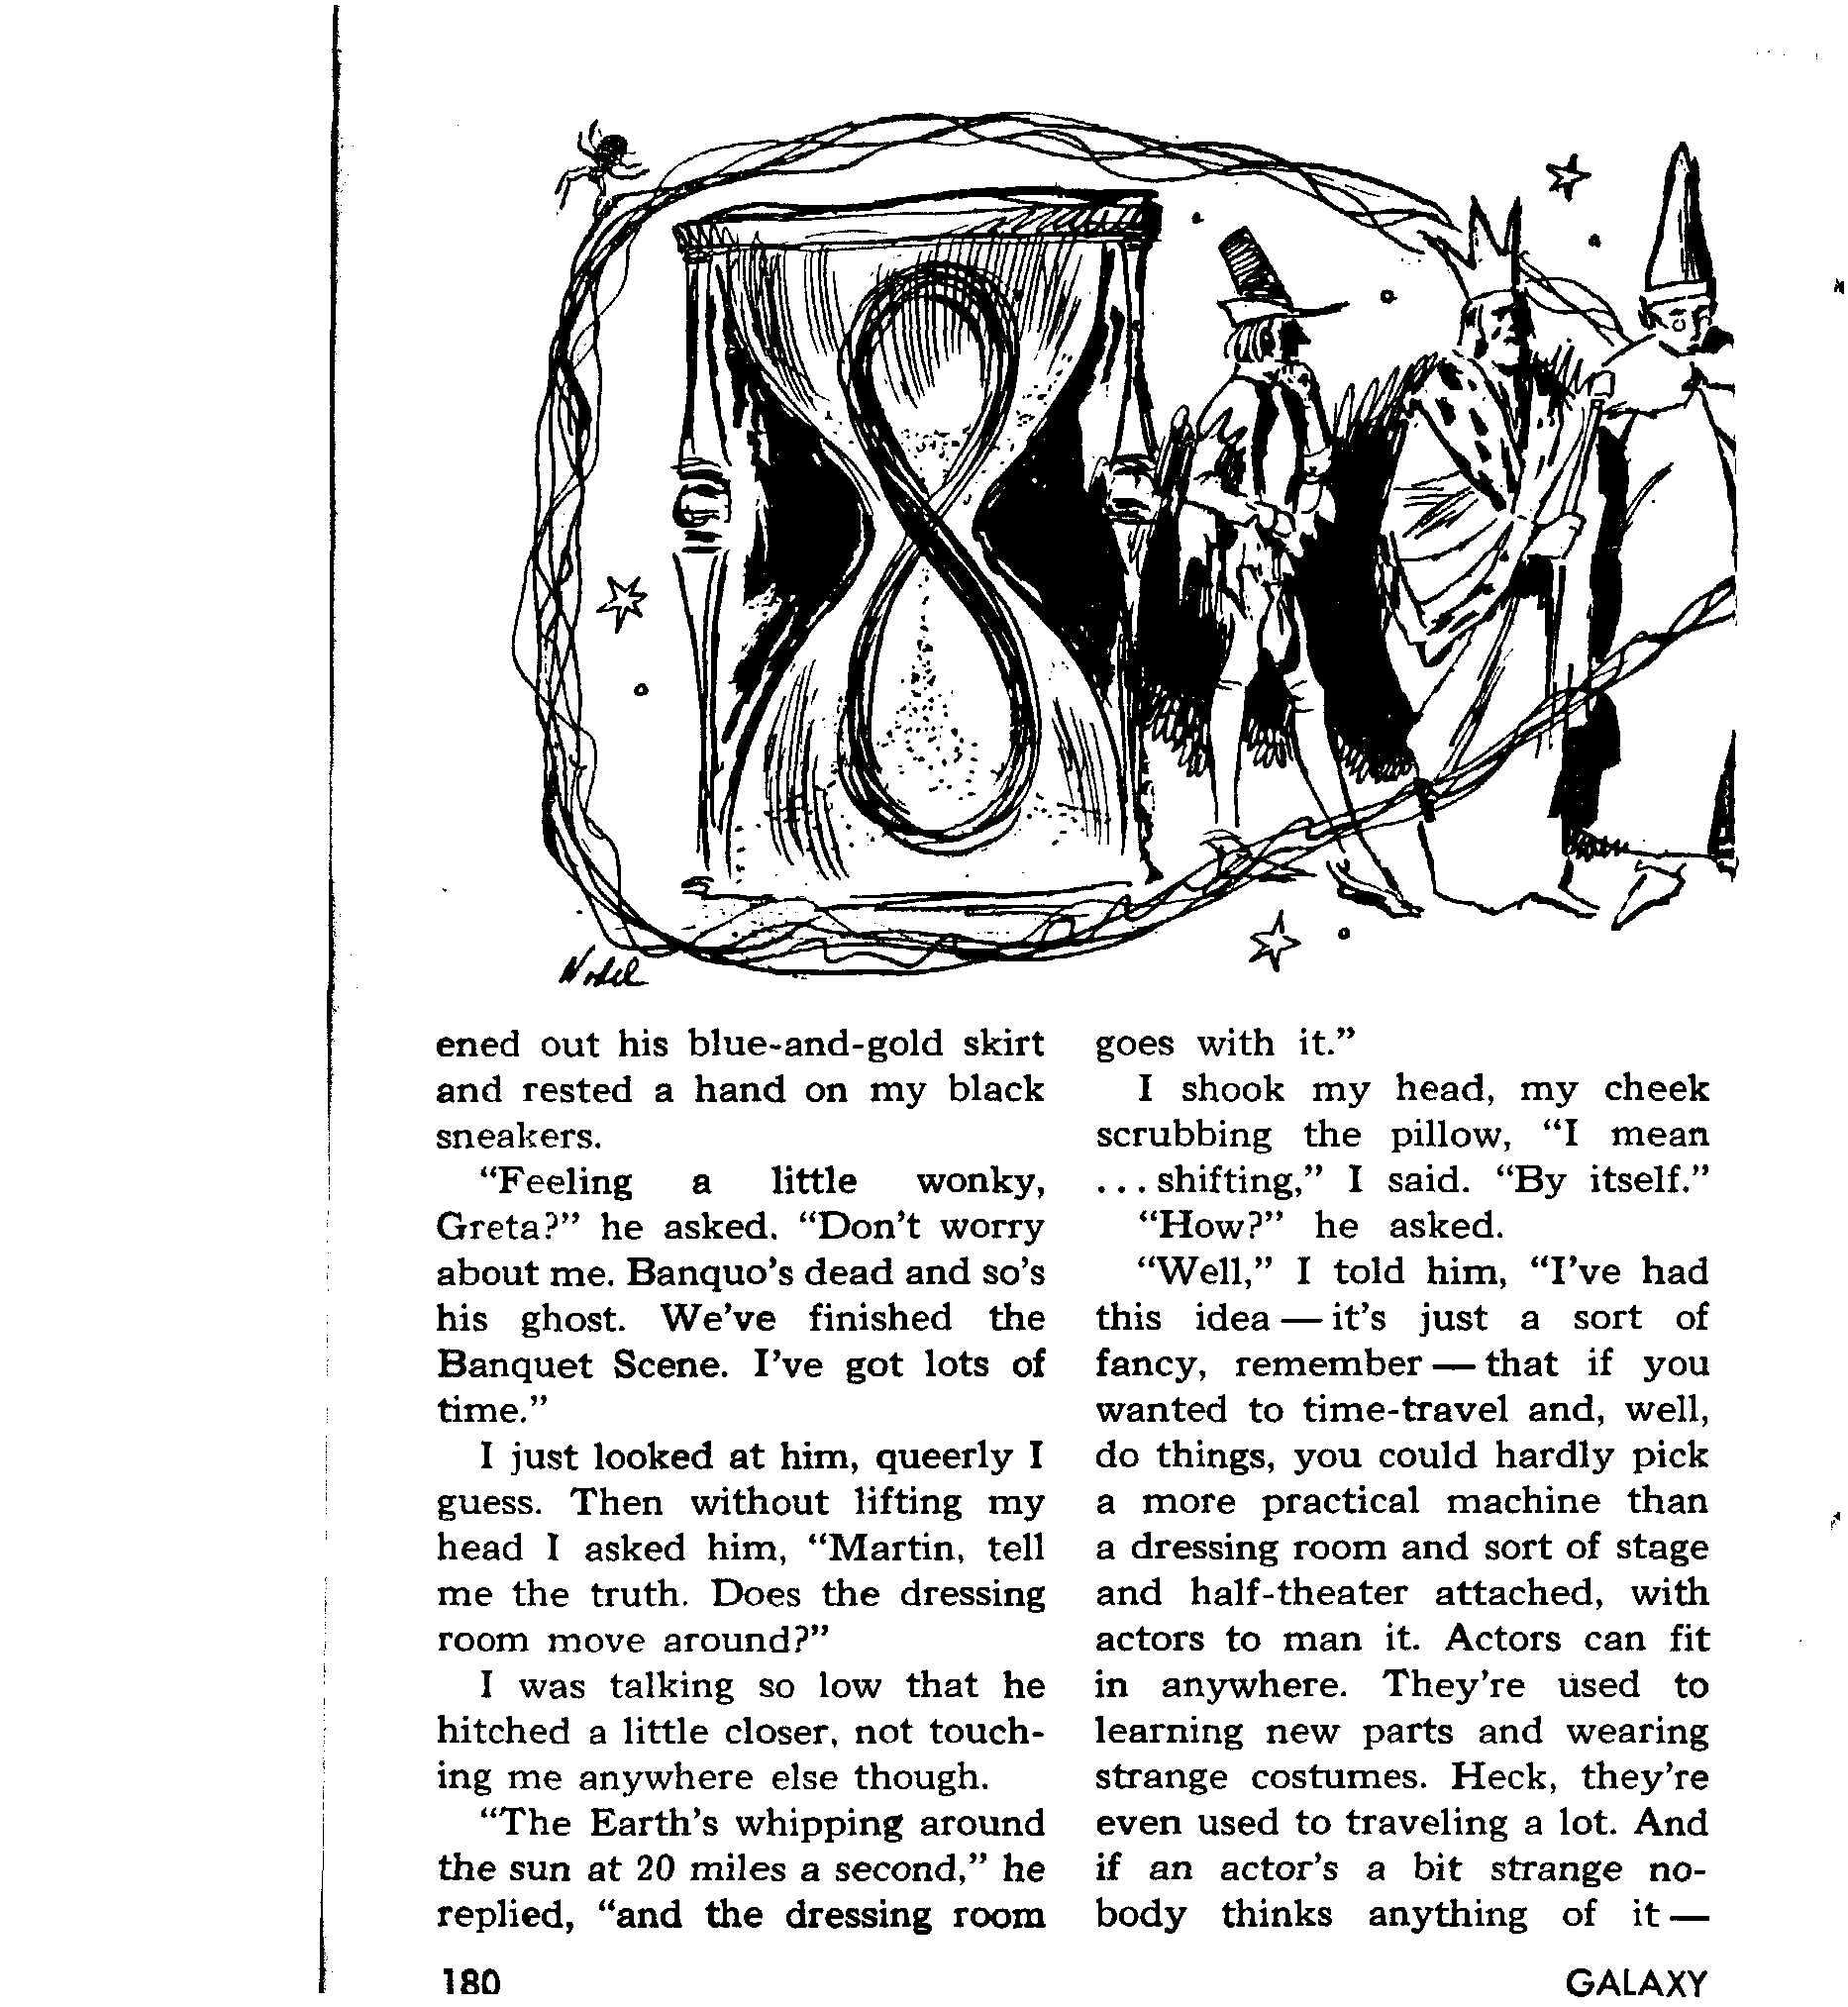 Nodel
ened out his blue-and-gold skirt
and rested a hand on my black
sneakers.
"Feeling a little wonky,
Greta?" he asked. "Don't worry
about me. Banquo's dead and so's
his ghost. We've finished the
Banquet Scene. I've got lots of
time."
I just looked at him, queerly I
guess. Then without lifting my
head I asked him, "Martin, tell
me the truth. Does the dressing
room move around?"
I was talking so low that he
hitched a little closer, not touch-
ing me anywhere else though.
"The Earth's whipping around
the sun at 20 miles a second," he
replied, "and the dressing room
goes with it."
I shook my head, my cheek
scrubbing the pillow, "I mean
... shifting," I said. "By itself."
"How?" he asked.
"Well," I told him, "I've had
this idea — it's just a sort of
fancy, remember — that if you
wanted to time-travel and, well,
do things, you could hardly pick
a more practical machine than
a dressing room and sort of stage
and half-theater attached, with
actors to man it. Actors can fit
in anywhere. They're used to
learning new parts and wearing
strange costumes. Heck, they're
even used to traveling a lot. And
if an actor's a bit strange no-
body thinks anything of it —
180
GALAXY